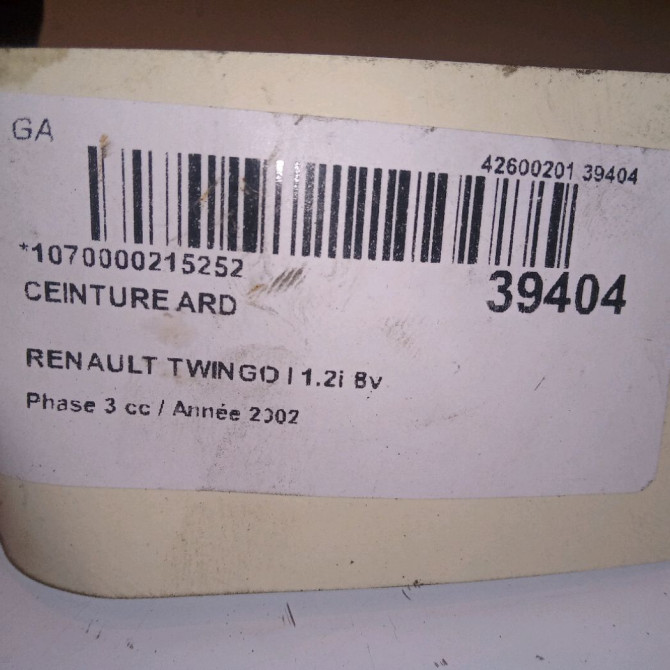 GA
42600201 39404
*1070000215252
39404
CEINTURE ARD
RENAULT TWINGO I 1.2i 8v
Phase 3 cc / Année 2002